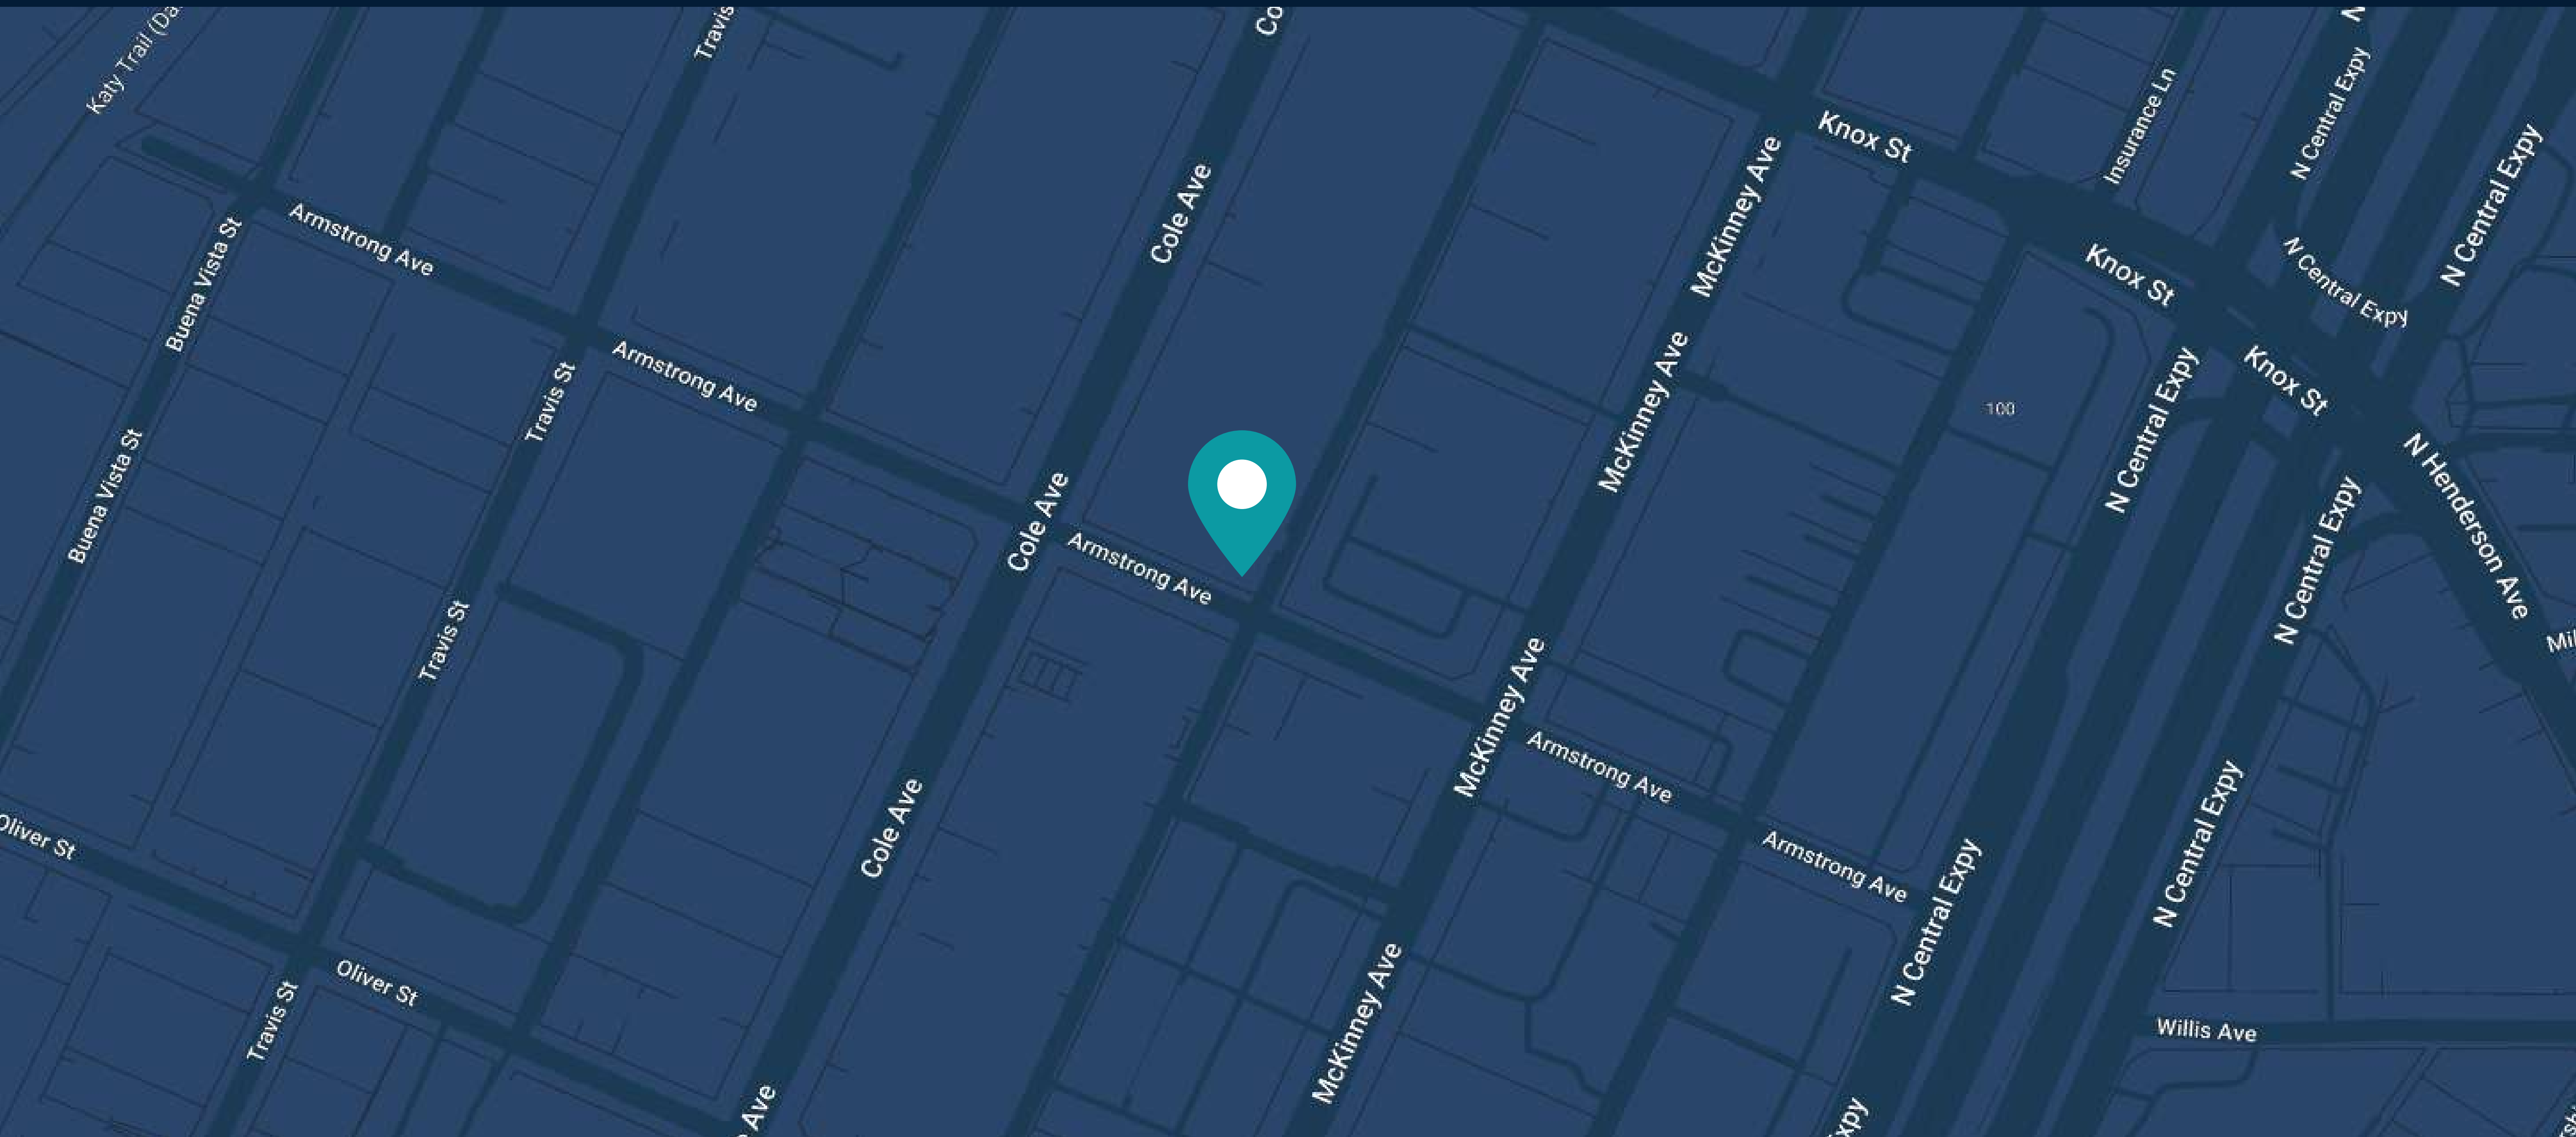 Katy Trail (Da
Travis
Co
N
Knox St
Insurance Ln
N Central Expy
N Central Expy
McKinney Ave
Cole Ave
Armstrong Ave
Buena Vista St
Knox St
N Central Expy
Armstrong Ave
Travis St
McKinney Ave
100
N Central Expy
Knox St
N Henderson Ave
Buena Vista St
Cole Ave
Armstrong Ave
N Central Expy
Mil
Travis St
McKinney Ave
Armstrong Ave
Oliver St
Cole Ave
Armstrong Ave
N Central Expy
N Central Expy
Oliver St
Travis St
McKinney Ave
Willis Ave
Ave
xpy